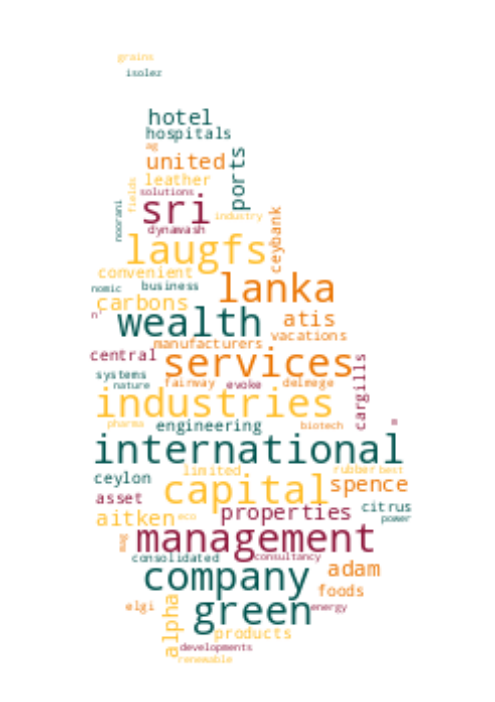 grains
isolez
hotel
hospitals
ag
united
ports
leather
solutions
fields
sri
noorani
industry
dynawash
ceybank
laugfs
convenient
nomic
business
lanka
carbons
n'
wealth
atis
vacations
manufacturers
central
services
cargills
systems
nature
fairway
evoke
delmege
industries
pharma
engineering
biotech
international
limited
rubber
best
ceylon
capital
spence
asset
properties
citrus
power
aitken
eco
management
mag
consolidated
consultancy
company
adam
foods
alpha
elgi
green
energy
products
developments
renewable